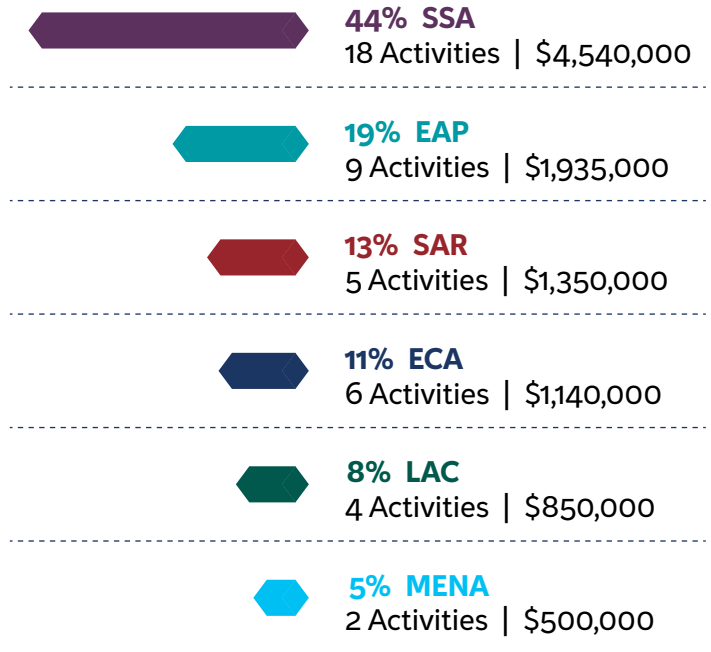 44% SSA
18 Activities | $4,540,000
19% EAP
9 Activities | $1,935,000
13% SAR
5 Activities | $1,350,000
11% ECA
6 Activities | $1,140,000
8% LAC
4 Activities | $850,000
5% MENA
2 Activities | $500,000